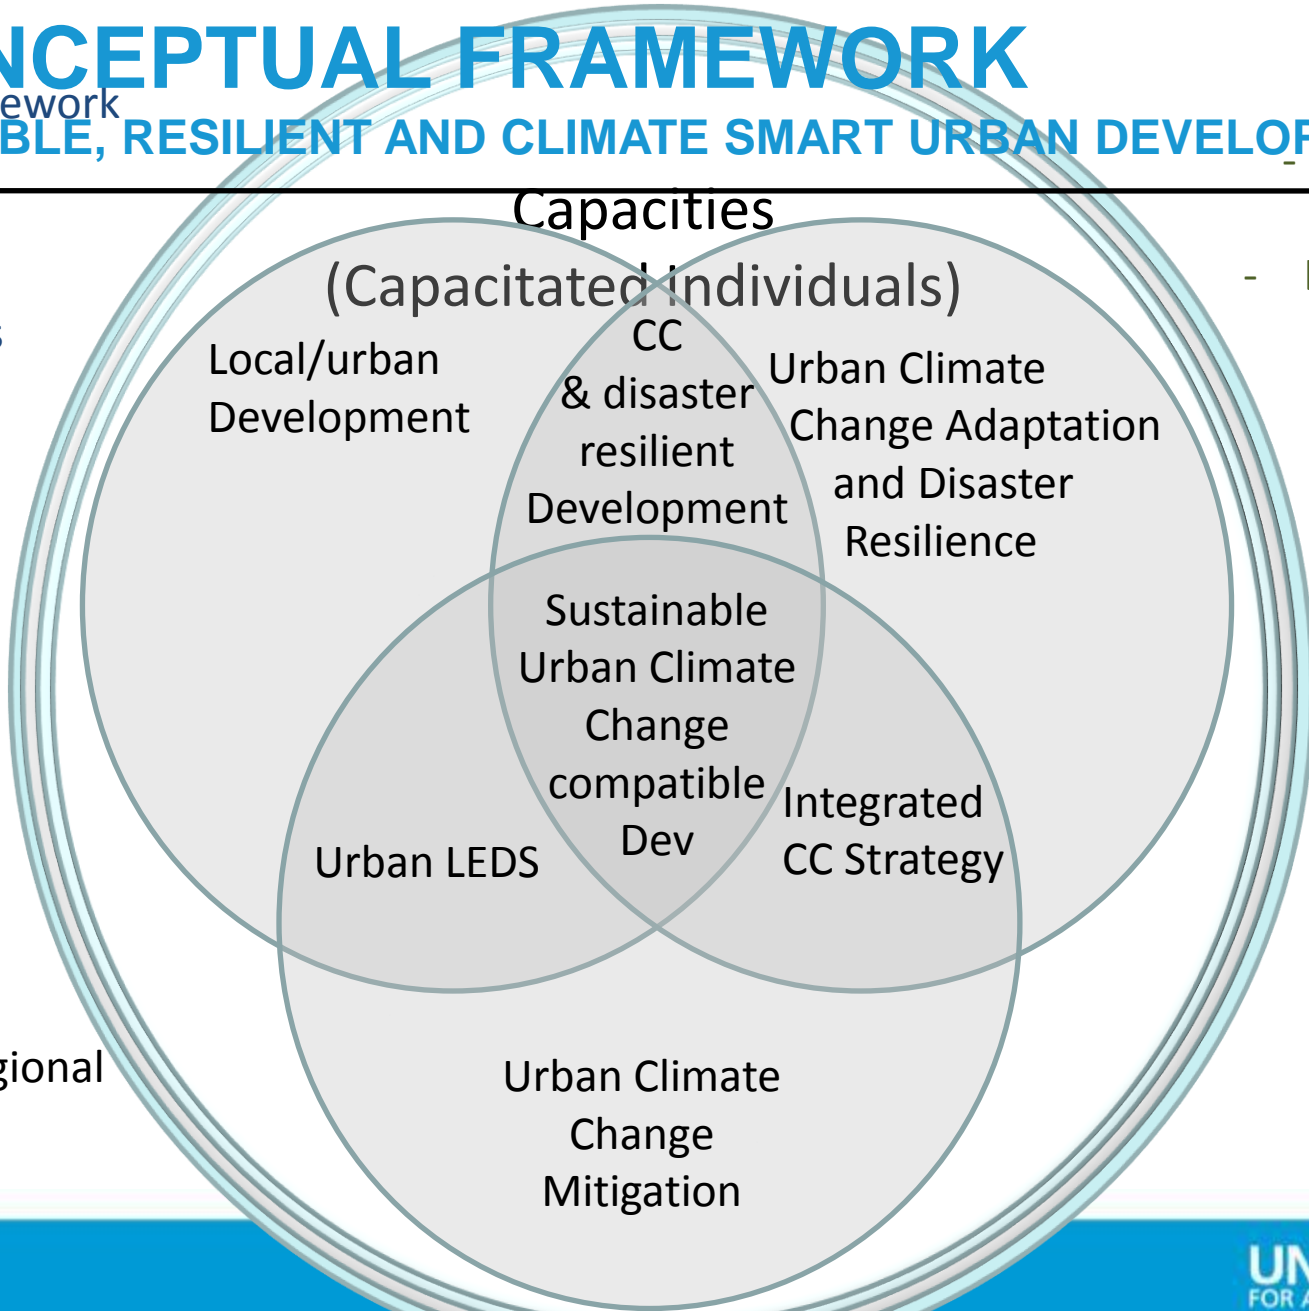 NCEPTUAL FRAMEWORK
ework
BLE, RESILIENT AND CLIMATE SMART URBAN DEVELOP
-
Capacities
(Capacitated Individuals)
-
s
Local/urban
Development
CC
& disaster
resilient
Development
Urban Climate
Change Adaptation
and Disaster
Resilience
Sustainable
Urban Climate
Change
compatible
Dev
Urban LEDS
Integrated
CC Strategy
gional
Urban Climate
Change
Mitigation
UN
FOR A